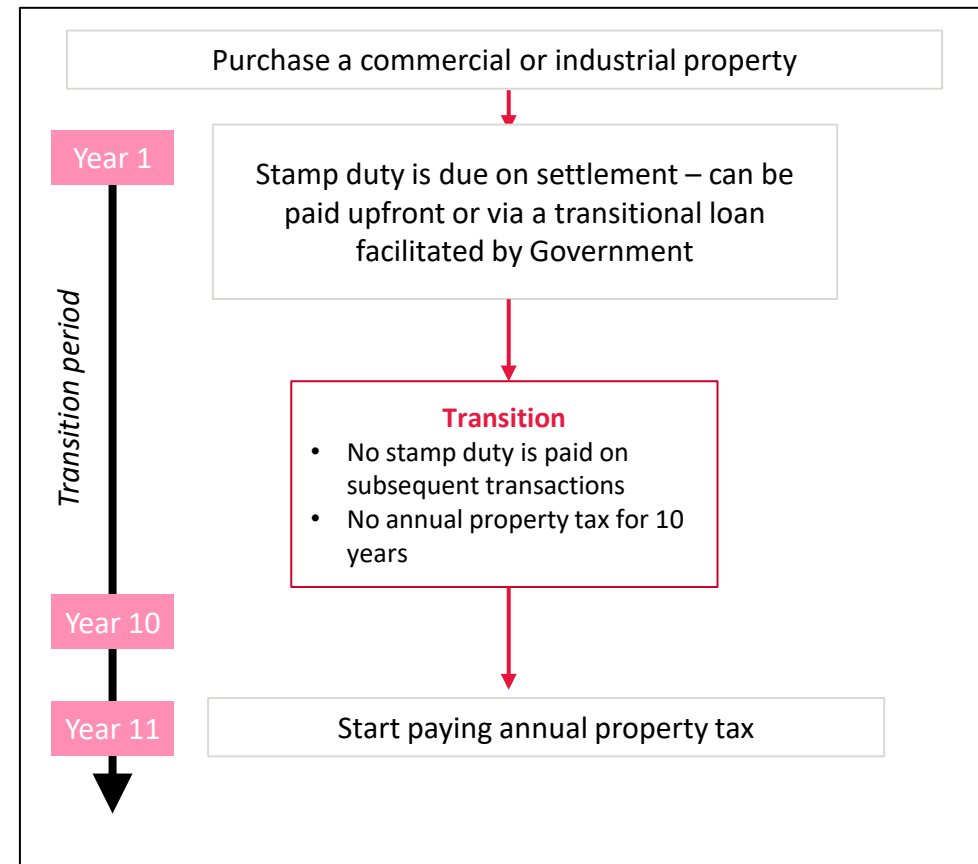 Purchase a commercial or industrial property
Year 1
Stamp duty is due on settlement – can be
paid upfront or via a transitional loan
facilitated by Government
Transition period
Transition
• No stamp duty is paid on
subsequent transactions
• No annual property tax for 10
years
Year 10
Year 11
Start paying annual property tax